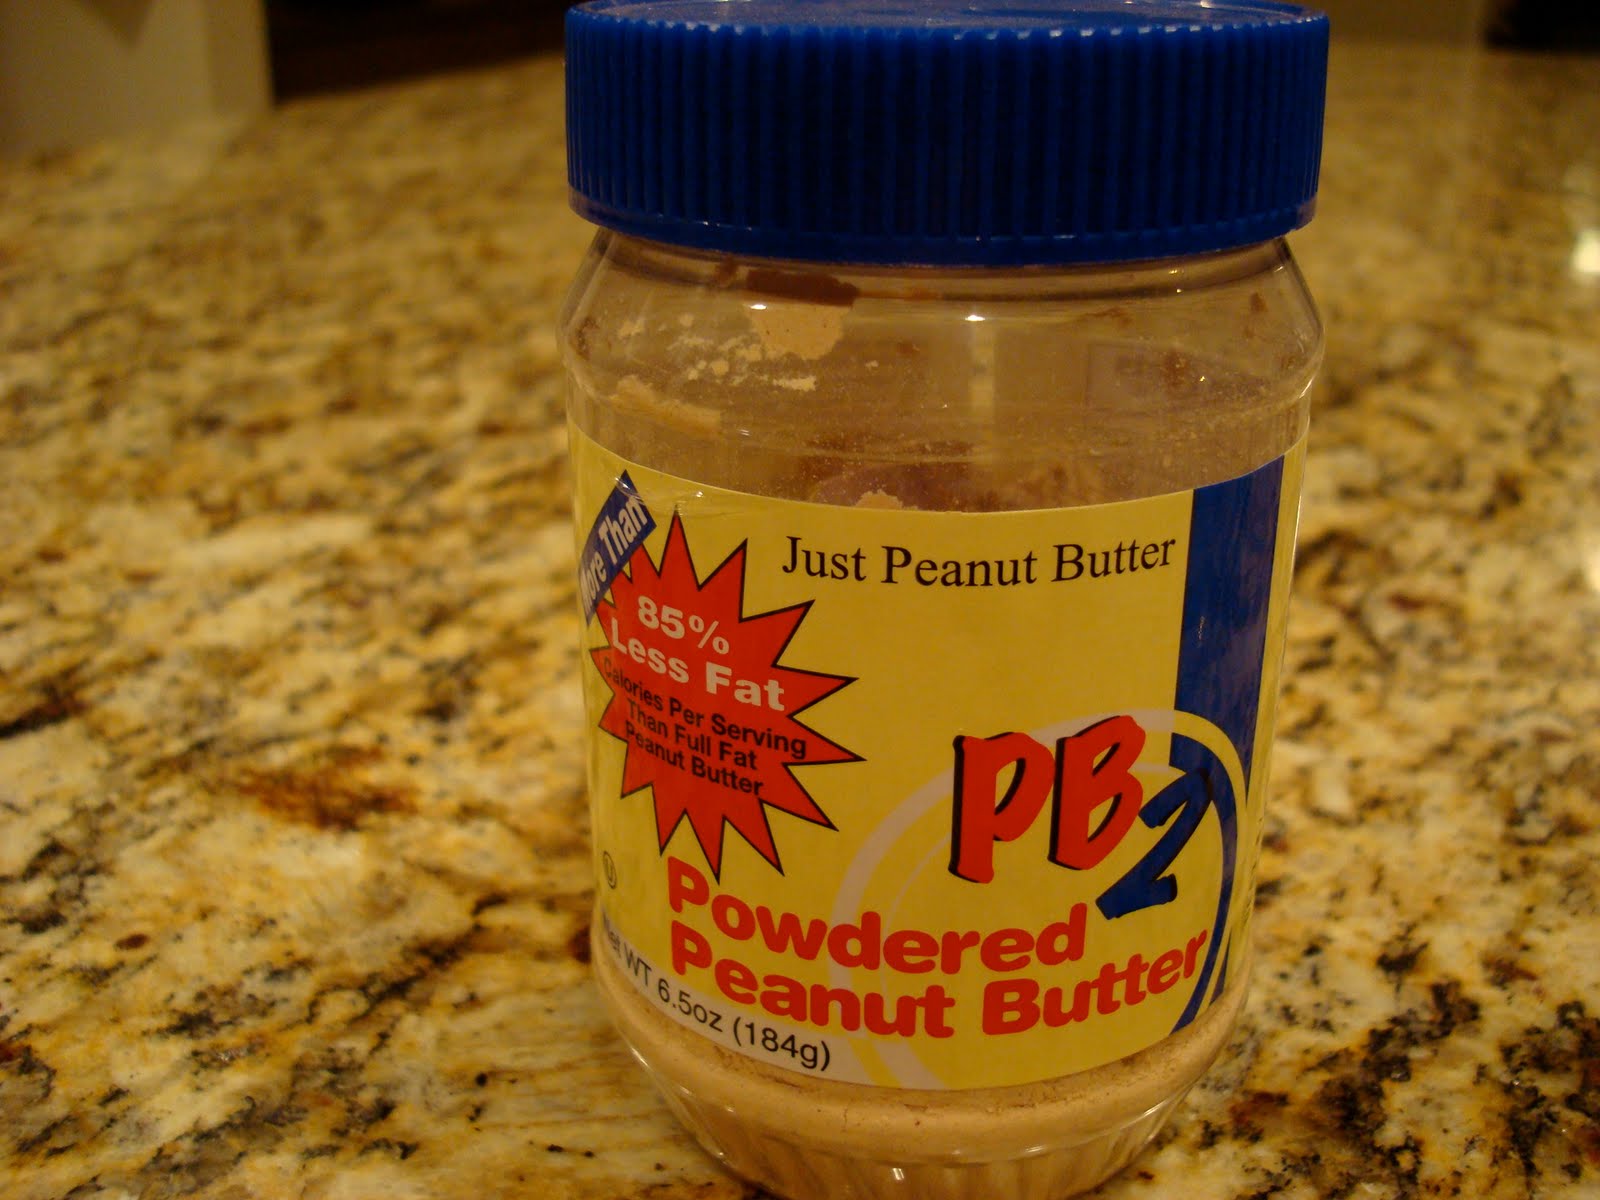 More Than
85%
Less Fat
Calories Per Serving
Than Full Fat
Peanut Butter
Just Peanut Butter
PB2
Powdered
Peanut Butter
Net WT 6.5oz (184g)
U